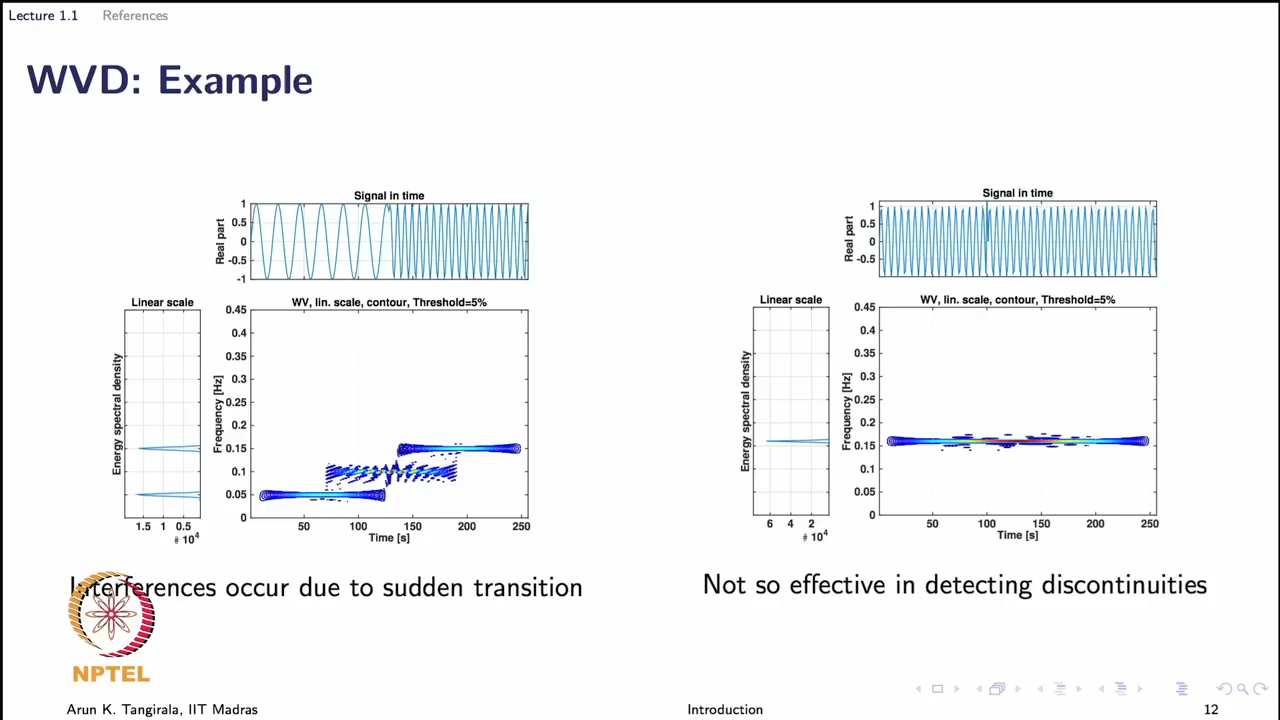 Lecture 1.1 References
WVD: Example
Signal in time
1
0.5
0
-0.5
-1
Real part
Linear scale
Energy spectral density
1.5 1 0.5
# 10^4
WV, lin. scale, contour, Threshold=5%
0.45
0.4
0.35
0.3
0.25
0.2
0.15
0.1
0.05
0
Frequency [Hz]
50 100 150 200 250
Time [s]
Interferences occur due to sudden transition
Signal in time
1
0.5
0
-0.5
Real part
Linear scale
Energy spectral density
6 4 2
# 10^4
WV, lin. scale, contour, Threshold=5%
0.45
0.4
0.35
0.3
0.25
0.2
0.15
0.1
0.05
0
Frequency [Hz]
50 100 150 200 250
Time [s]
Not so effective in detecting discontinuities
NPTEL
Arun K. Tangirala, IIT Madras Introduction 12